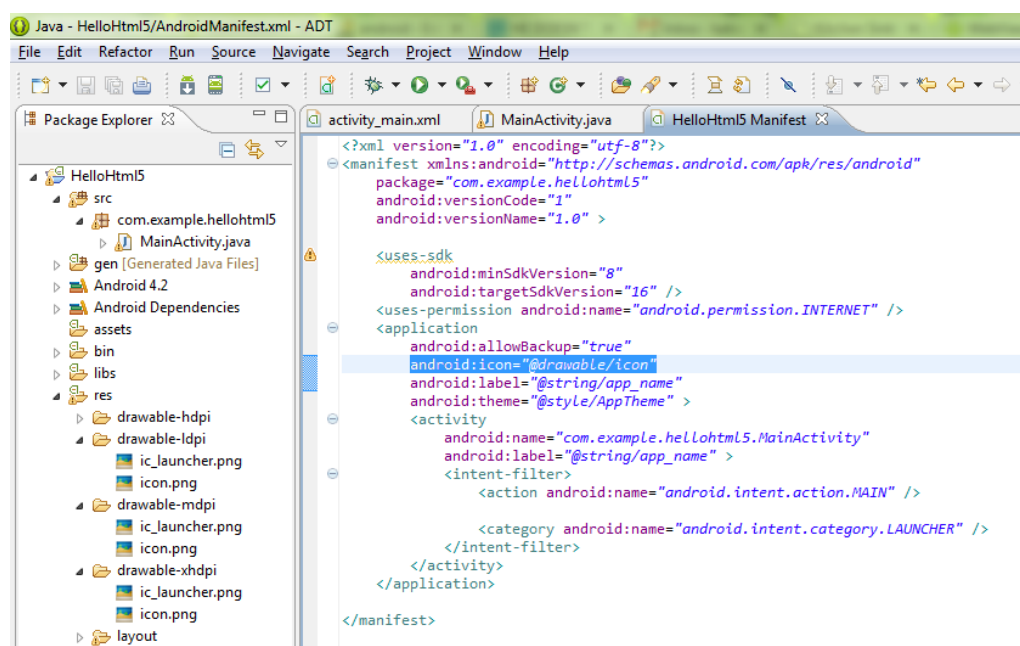 Java - HelloHtml5/AndroidManifest.xml - ADT
File Edit Refactor Run Source Navigate Search Project Window Help
Package Explorer
activity_main.xml MainActivity.java HelloHtml5 Manifest
HelloHtml5
src
com.example.hellohtml5
MainActivity.java
gen [Generated Java Files]
Android 4.2
Android Dependencies
assets
bin
libs
res
drawable-hdpi
drawable-ldpi
ic_launcher.png
icon.png
drawable-mdpi
ic_launcher.png
icon.png
drawable-xhdpi
ic_launcher.png
icon.png
layout
<?xml version="1.0" encoding="utf-8"?>
<manifest xmlns:android="http://schemas.android.com/apk/res/android"
package="com.example.hellohtml5"
android:versionCode="1"
android:versionName="1.0" >
<uses-sdk
android:minSdkVersion="8"
android:targetSdkVersion="16" />
<uses-permission android:name="android.permission.INTERNET" />
<application
android:allowBackup="true"
android:icon="@drawable/icon"
android:label="@string/app_name"
android:theme="@style/AppTheme" >
<activity
android:name="com.example.hellohtml5.MainActivity"
android:label="@string/app_name" >
<intent-filter>
<action android:name="android.intent.action.MAIN" />
<category android:name="android.intent.category.LAUNCHER" />
</intent-filter>
</activity>
</application>
</manifest>